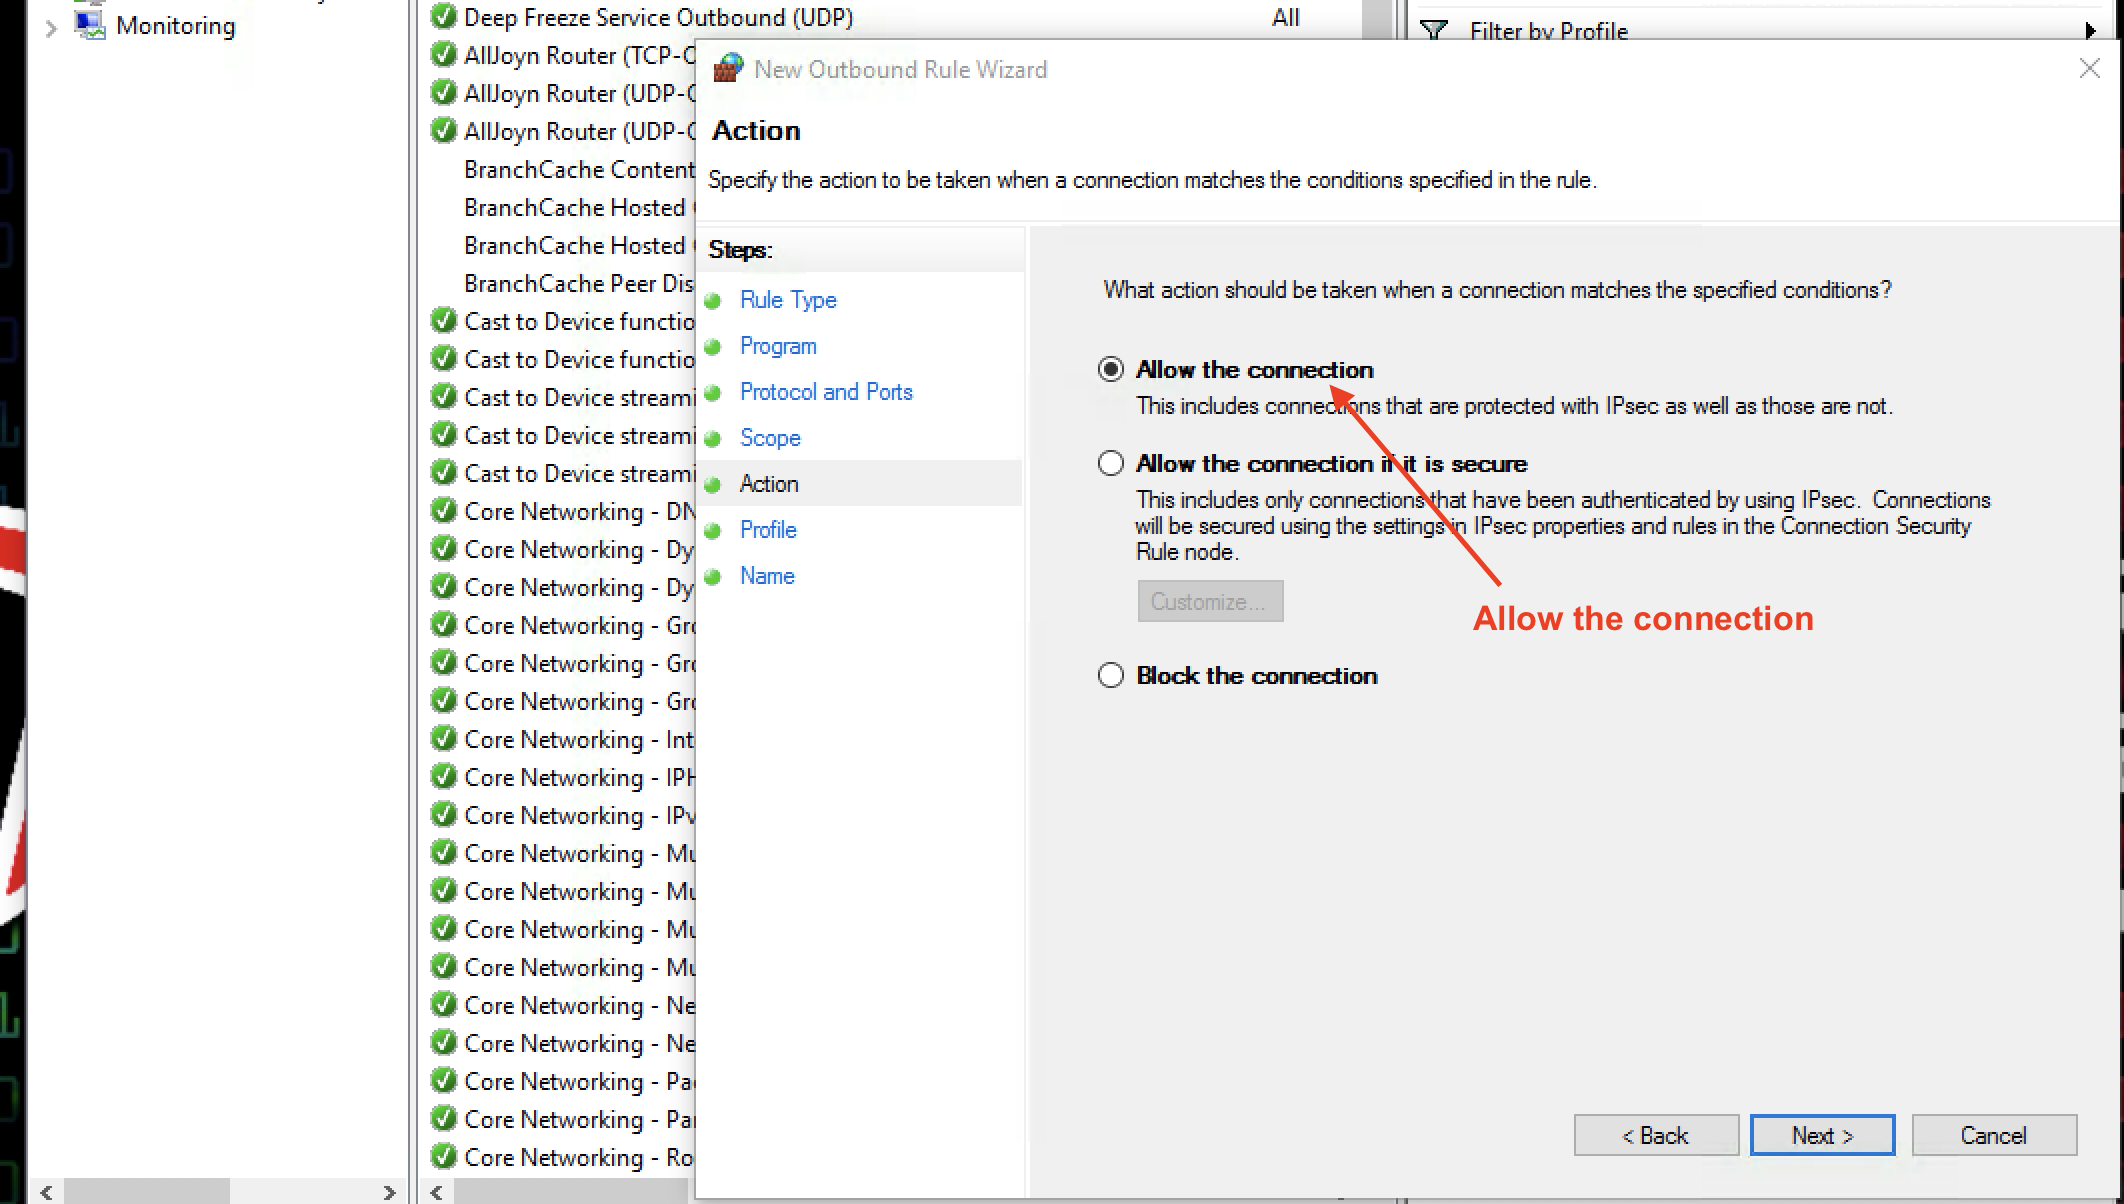 Monitoring
Deep Freeze Service Outbound (UDP)
All
AllJoyn Router (TCP-
AllJoyn Router (UDP-
AllJoyn Router (UDP-
BranchCache Content
BranchCache Hosted
BranchCache Hosted
BranchCache Peer Dis
Cast to Device functio
Cast to Device functio
Cast to Device streami
Cast to Device streami
Cast to Device streami
Core Networking - DN
Core Networking - Dy
Core Networking - Dy
Core Networking - Gro
Core Networking - Gro
Core Networking - Gro
Core Networking - Int
Core Networking - IPH
Core Networking - IPv
Core Networking - Mu
Core Networking - Mu
Core Networking - Mu
Core Networking - Mu
Core Networking - Ne
Core Networking - Ne
Core Networking - Pac
Core Networking - Par
Core Networking - Ro
Filter by Profile
New Outbound Rule Wizard
Action
Specify the action to be taken when a connection matches the conditions specified in the rule.
Steps:
Rule Type
Program
Protocol and Ports
Scope
Action
Profile
Name
What action should be taken when a connection matches the specified conditions?
Allow the connection
This includes connections that are protected with IPsec as well as those are not.
Allow the connection if it is secure
This includes only connections that have been authenticated by using IPsec. Connections
will be secured using the settings in IPsec properties and rules in the Connection Security
Rule node.
Customize...
Allow the connection
Block the connection
< Back
Next >
Cancel